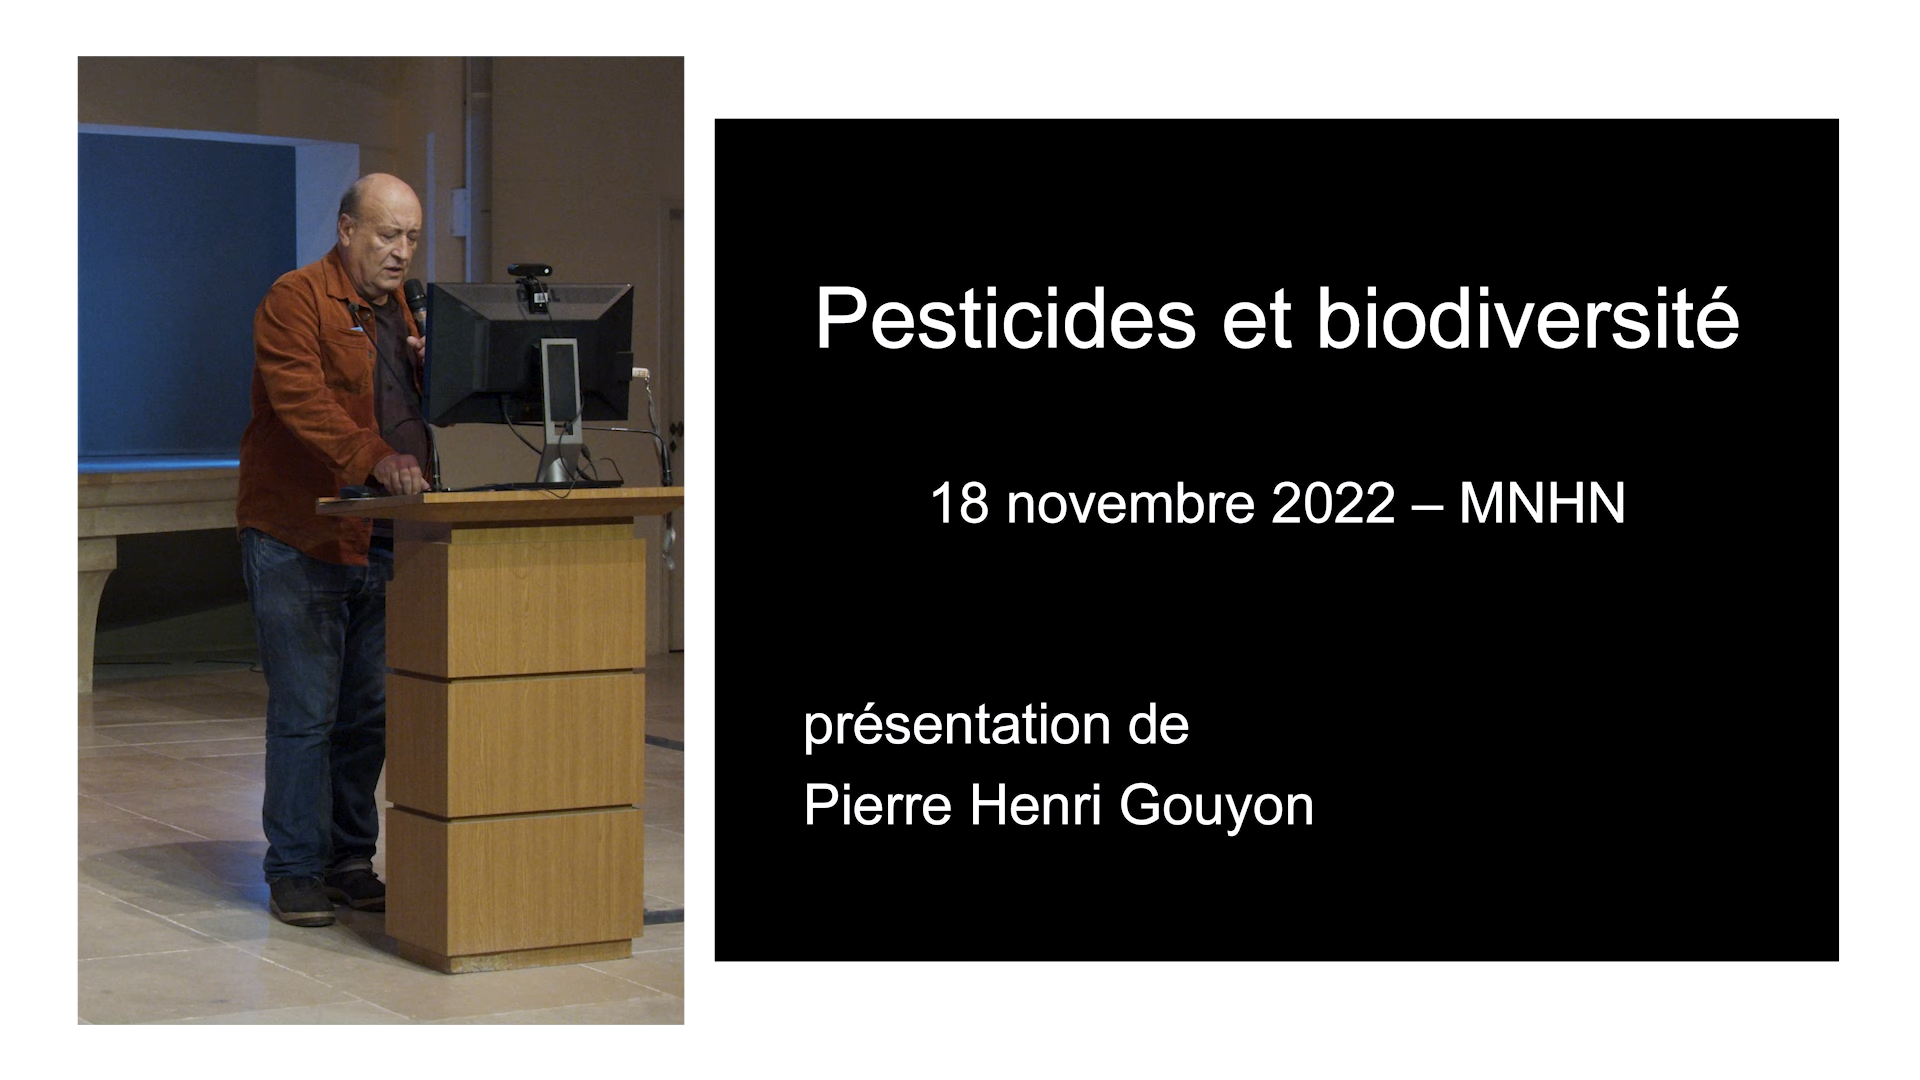 Pesticides et biodiversité
18 novembre 2022 – MNHN
présentation de
Pierre Henri Gouyon